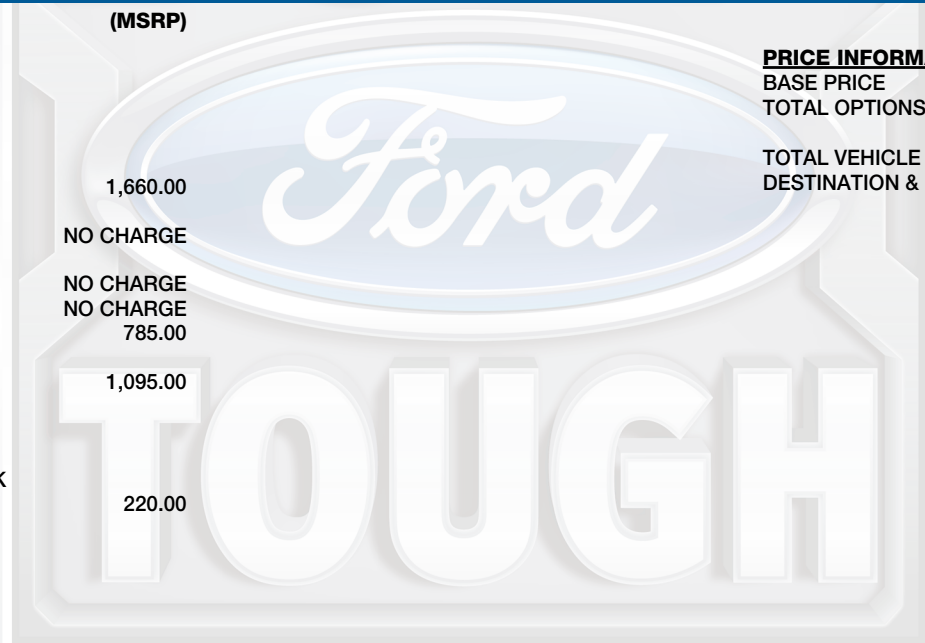 (MSRP)
1,660.00
NO CHARGE
NO CHARGE
NO CHARGE
785.00
1,095.00
K
220.00
PRICE INFORMA
BASE PRICE
TOTAL OPTIONS
TOTAL VEHICLE
DESTINATION &
Ford
TOUGH